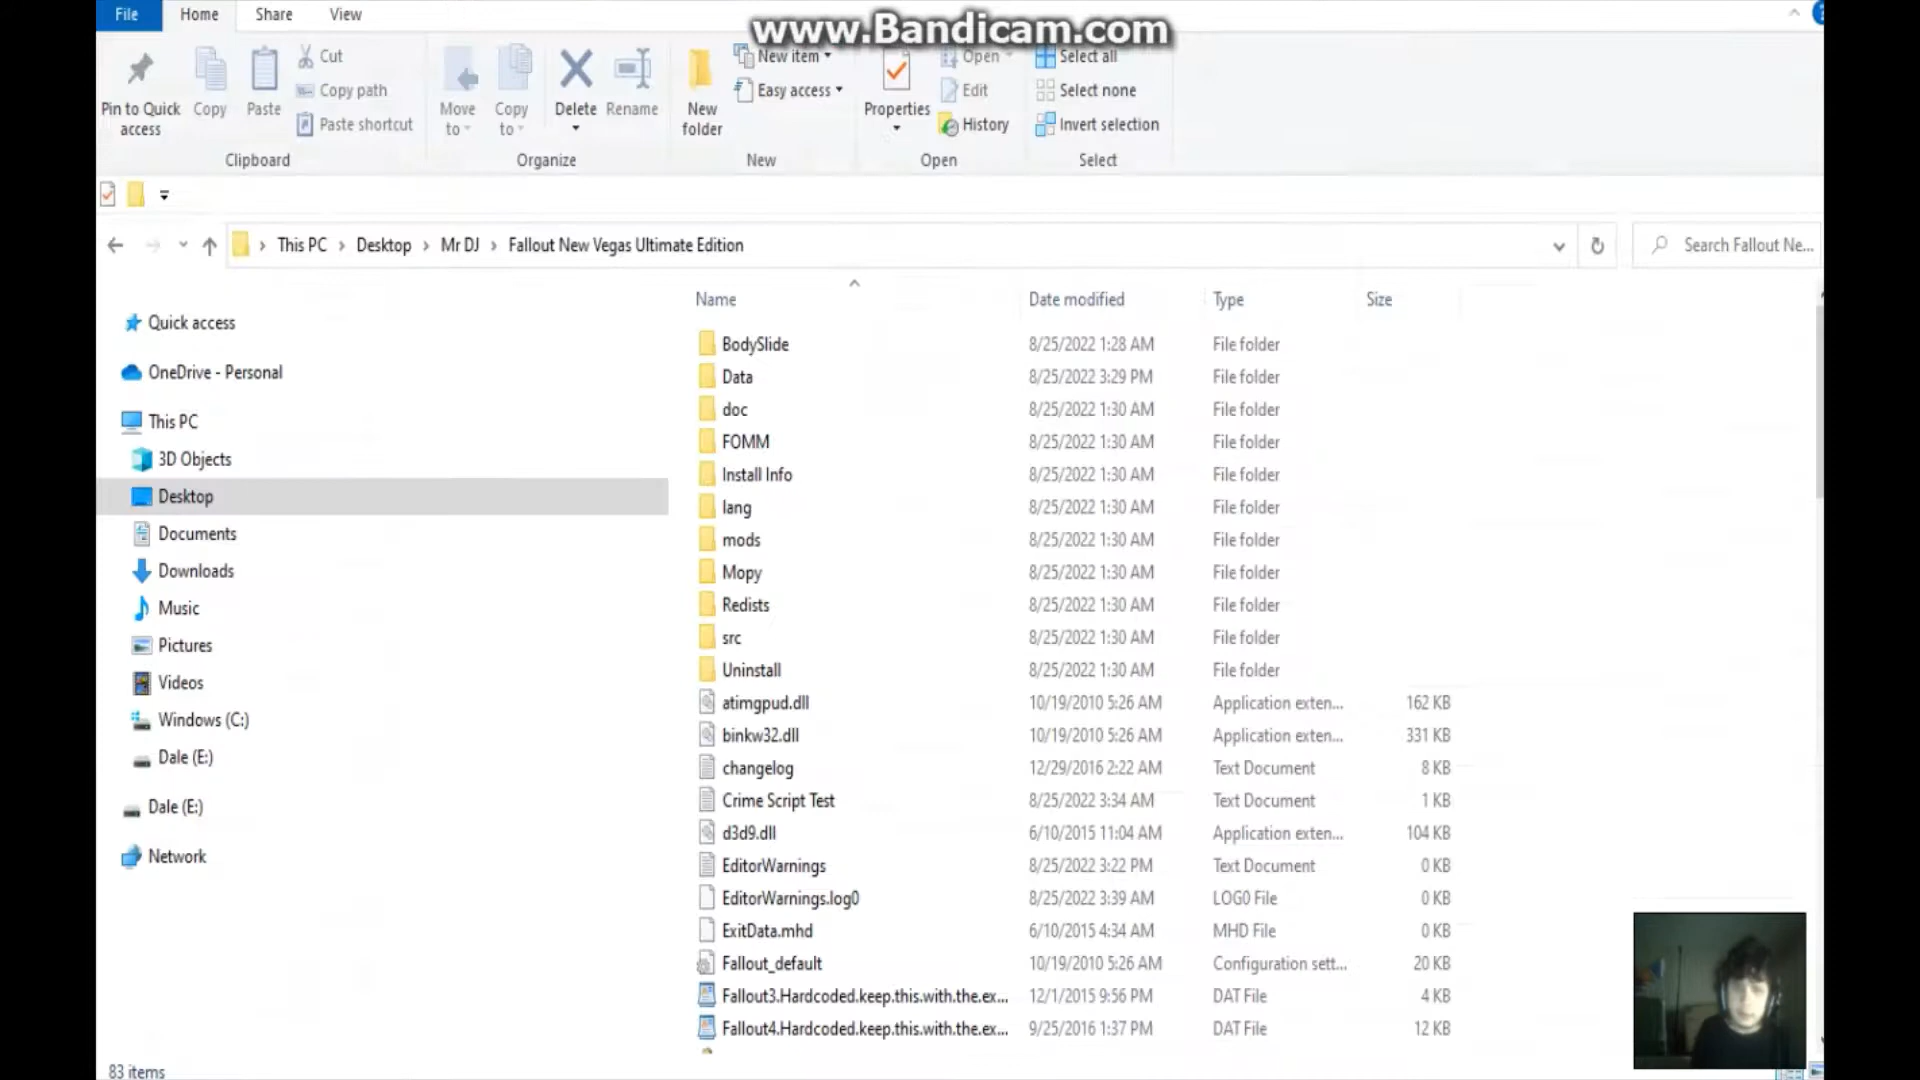 www.Bandicam.com
File Home Share View
Pin to Quick access
Copy
Paste
Cut
Copy path
Paste shortcut
Clipboard
Move to
Copy to
Delete
Rename
Organize
New folder
New item
Easy access
New
Properties
Open
Edit
History
Open
Select all
Select none
Invert selection
Select
This PC Desktop Mr DJ Fallout New Vegas Ultimate Edition
Search Fallout Ne...
Quick access
OneDrive - Personal
This PC
3D Objects
Desktop
Documents
Downloads
Music
Pictures
Videos
Windows (C:)
Dale (E:)
Dale (E:)
Network
Name Date modified Type Size
BodySlide 8/25/2022 1:28 AM File folder
Data 8/25/2022 3:29 PM File folder
doc 8/25/2022 1:30 AM File folder
FOMM 8/25/2022 1:30 AM File folder
Install Info 8/25/2022 1:30 AM File folder
lang 8/25/2022 1:30 AM File folder
mods 8/25/2022 1:30 AM File folder
Mopy 8/25/2022 1:30 AM File folder
Redists 8/25/2022 1:30 AM File folder
src 8/25/2022 1:30 AM File folder
Uninstall 8/25/2022 1:30 AM File folder
atimgpud.dll 10/19/2010 5:26 AM Application exten... 162 KB
binkw32.dll 10/19/2010 5:26 AM Application exten... 331 KB
changelog 12/29/2016 2:22 AM Text Document 8 KB
Crime Script Test 8/25/2022 3:34 AM Text Document 1 KB
d3d9.dll 6/10/2015 11:04 AM Application exten... 104 KB
EditorWarnings 8/25/2022 3:22 PM Text Document 0 KB
EditorWarnings.log0 8/25/2022 3:39 AM LOG0 File 0 KB
ExitData.mhd 6/10/2015 4:34 AM MHD File 0 KB
Fallout_default 10/19/2010 5:26 AM Configuration sett... 20 KB
Fallout3.Hardcoded.keep.this.with.the.ex... 12/1/2015 9:56 PM DAT File 4 KB
Fallout4.Hardcoded.keep.this.with.the.ex... 9/25/2016 1:37 PM DAT File 12 KB
83 items